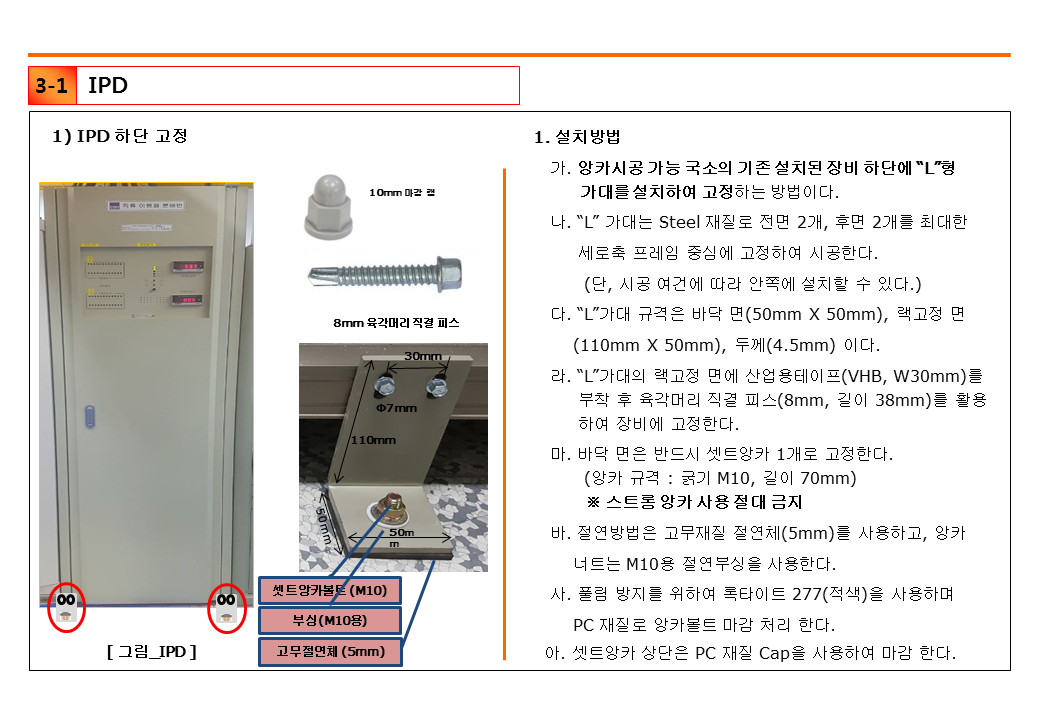 3-1 IPD
1) IPD 하단 고정
10mm 마감 캡
8mm 육각머리 직결 피스
30mm
Φ7mm
110mm
50mm
50m
m
셋트앙카볼트 (M10)
부싱(M10용)
고무절연체 (5mm)
[ 그림_IPD ]
직류 이원화 분배반
1. 설치방법
가. 앙카시공 가능 국소의 기존 설치된 장비 하단에 “L”형
가대를 설치하여 고정하는 방법이다.
나. “L” 가대는 Steel 재질로 전면 2개, 후면 2개를 최대한
세로축 프레임 중심에 고정하여 시공한다.
(단, 시공 여건에 따라 안쪽에 설치할 수 있다.)
다. “L”가대 규격은 바닥 면(50mm X 50mm), 랙고정 면
(110mm X 50mm), 두께(4.5mm) 이다.
라. “L”가대의 랙고정 면에 산업용테이프(VHB, W30mm)를
부착 후 육각머리 직결 피스(8mm, 길이 38mm)를 활용
하여 장비에 고정한다.
마. 바닥 면은 반드시 셋트앙카 1개로 고정한다.
(앙카 규격 : 굵기 M10, 길이 70mm)
※ 스트롱 앙카 사용 절대 금지
바. 절연방법은 고무재질 절연체(5mm)를 사용하고, 앙카
너트는 M10용 절연부싱을 사용한다.
사. 풀림 방지를 위하여 록타이트 277(적색)을 사용하며
PC 재질로 앙카볼트 마감 처리 한다.
아. 셋트앙카 상단은 PC 재질 Cap을 사용하여 마감 한다.